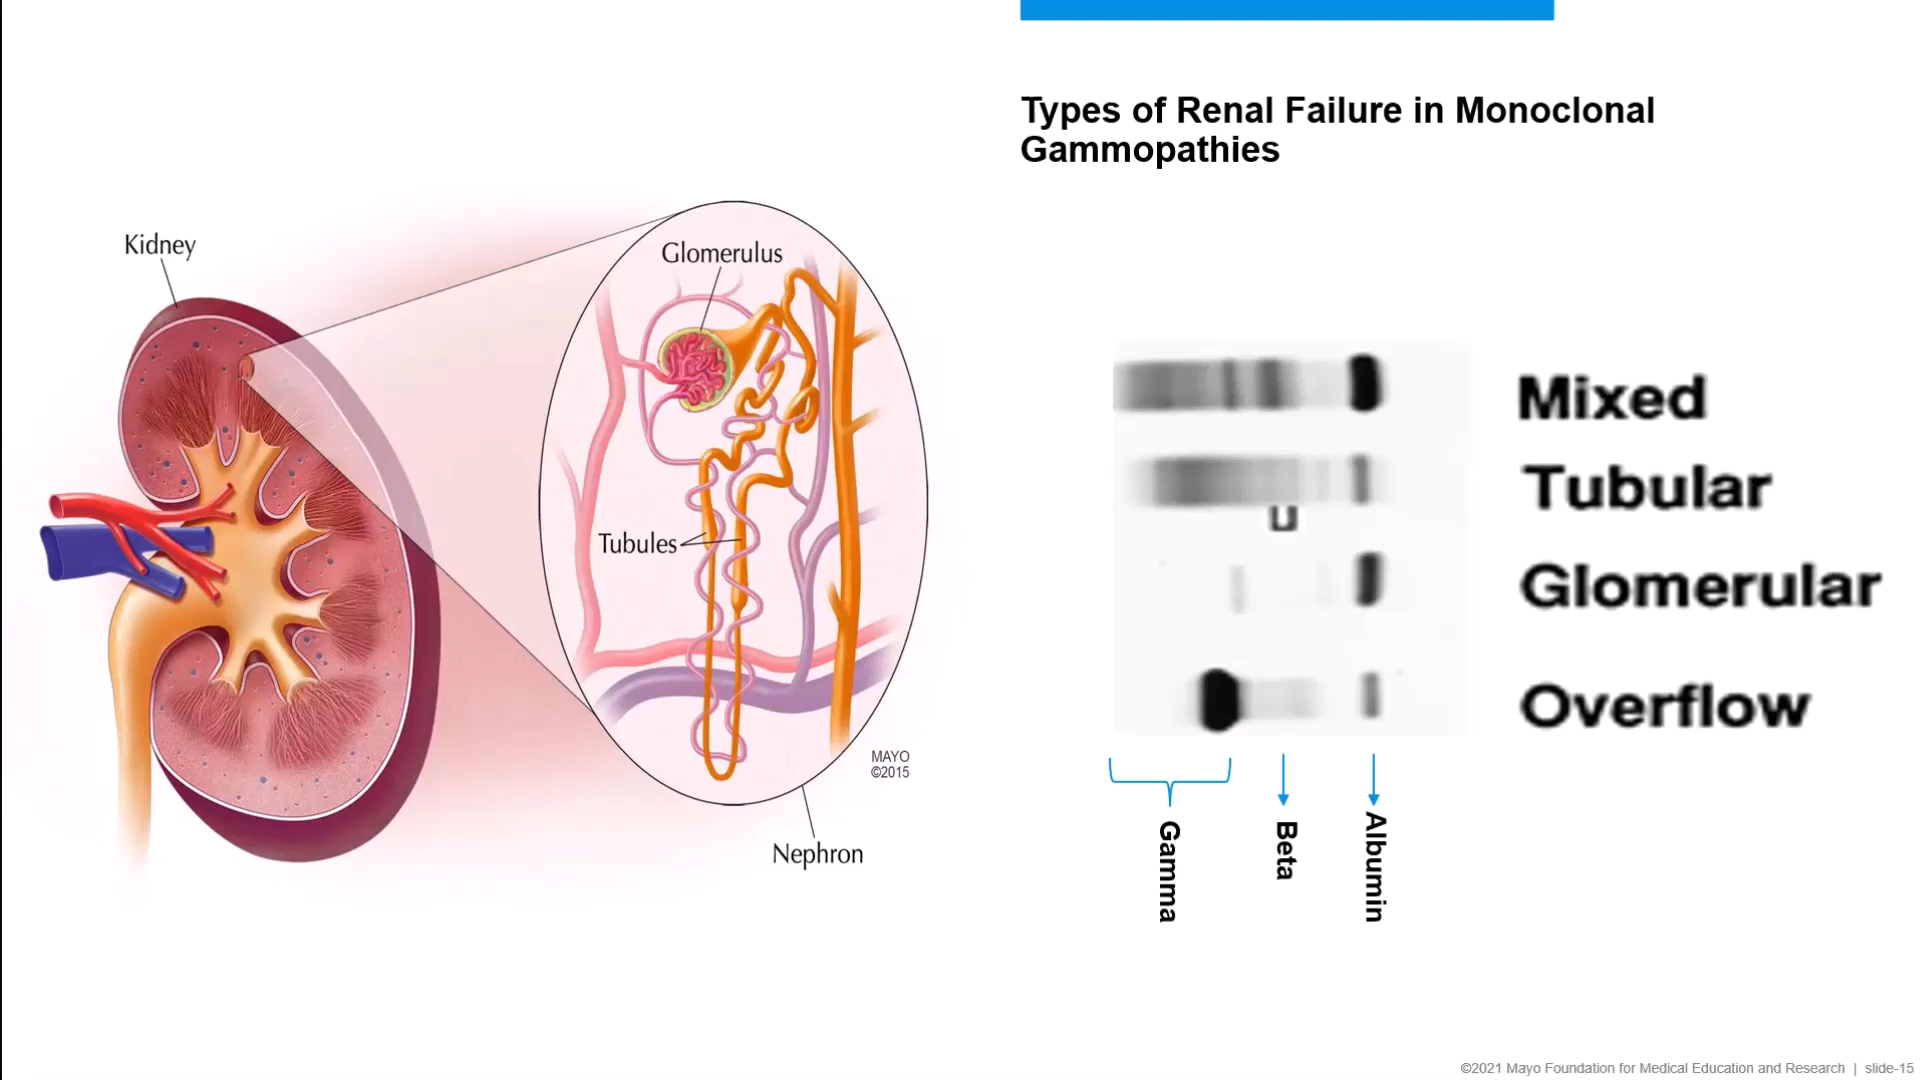 Types of Renal Failure in Monoclonal
Gammopathies
Kidney
Glomerulus
Tubules
MAYO
©2015
Nephron
Mixed
Tubular
Glomerular
Overflow
Gamma
Beta
Albumin
©2021 Mayo Foundation for Medical Education and Research | slide-15